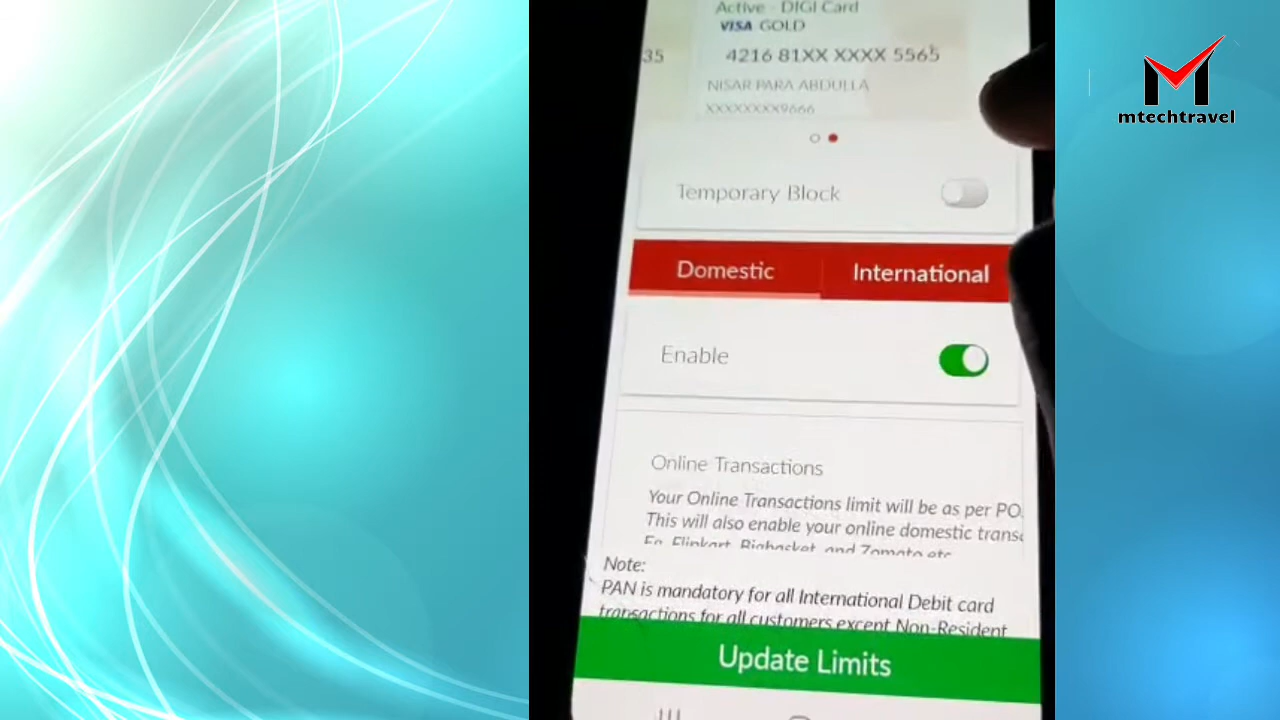 Active - DIGI Card
VISA GOLD
35
4216 81XX XXXX 5565
NISAR PARA ABDULLA
XXXXXXXX9666
Temporary Block
Domestic
International
Enable
Online Transactions
Your Online Transactions limit will be as per PO
This will also enable your online domestic trans
Eg. Flipkart, Bigbasket, and Zomato etc
Note:
PAN is mandatory for all International Debit card
transactions for all customers except Non-Resident
Update Limits
mtechtravel